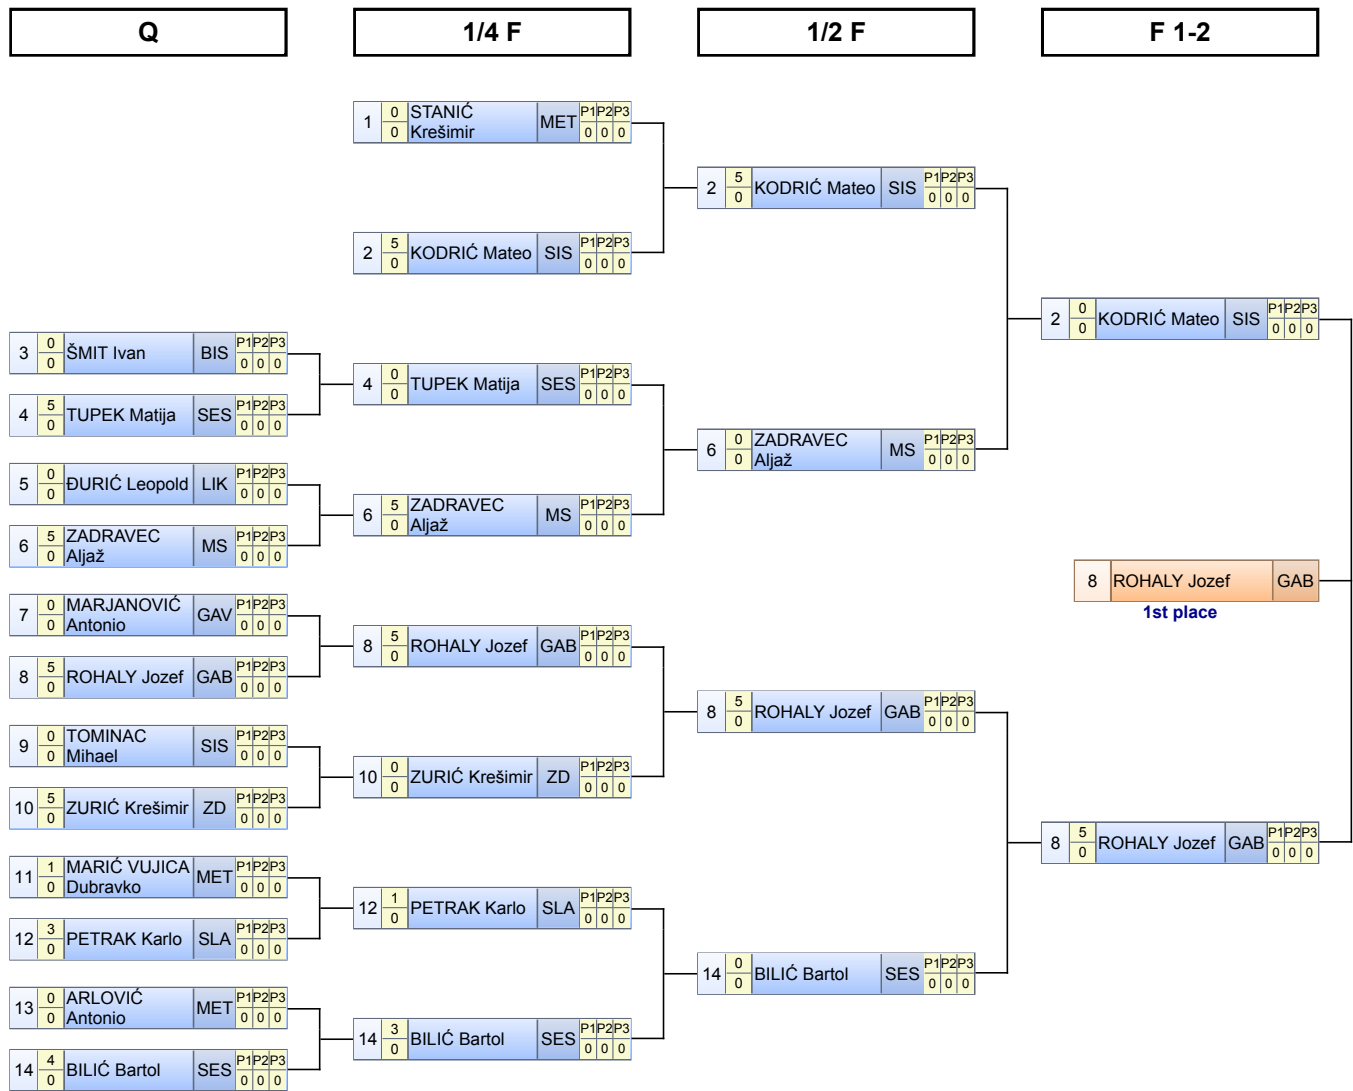 Q
1/4 F
1/2 F
F 1-2
1 0 0 STANIĆ Krešimir MET P1 P2 P3 0 0 0
2 5 0 KODRIĆ Mateo SIS P1 P2 P3 0 0 0
2 5 0 KODRIĆ Mateo SIS P1 P2 P3 0 0 0
2 0 0 KODRIĆ Mateo SIS P1 P2 P3 0 0 0
3 0 0 ŠMIT Ivan BIS P1 P2 P3 0 0 0
4 0 0 TUPEK Matija SES P1 P2 P3 0 0 0
4 5 0 TUPEK Matija SES P1 P2 P3 0 0 0
6 0 0 ZADRAVEC Aljaž MS P1 P2 P3 0 0 0
5 0 0 ĐURIĆ Leopold LIK P1 P2 P3 0 0 0
6 5 0 ZADRAVEC Aljaž MS P1 P2 P3 0 0 0
6 5 0 ZADRAVEC Aljaž MS P1 P2 P3 0 0 0
8 ROHALY Jozef GAB
1st place
7 0 0 MARJANOVIĆ Antonio GAV P1 P2 P3 0 0 0
8 5 0 ROHALY Jozef GAB P1 P2 P3 0 0 0
8 5 0 ROHALY Jozef GAB P1 P2 P3 0 0 0
8 5 0 ROHALY Jozef GAB P1 P2 P3 0 0 0
9 0 0 TOMINAC Mihael SIS P1 P2 P3 0 0 0
10 0 0 ZURIĆ Krešimir ZD P1 P2 P3 0 0 0
10 5 0 ZURIĆ Krešimir ZD P1 P2 P3 0 0 0
8 5 0 ROHALY Jozef GAB P1 P2 P3 0 0 0
11 1 0 MARIĆ VUJICA Dubravko MET P1 P2 P3 0 0 0
12 1 0 PETRAK Karlo SLA P1 P2 P3 0 0 0
12 3 0 PETRAK Karlo SLA P1 P2 P3 0 0 0
14 0 0 BILIĆ Bartol SES P1 P2 P3 0 0 0
13 0 0 ARLOVIĆ Antonio MET P1 P2 P3 0 0 0
14 3 0 BILIĆ Bartol SES P1 P2 P3 0 0 0
14 4 0 BILIĆ Bartol SES P1 P2 P3 0 0 0